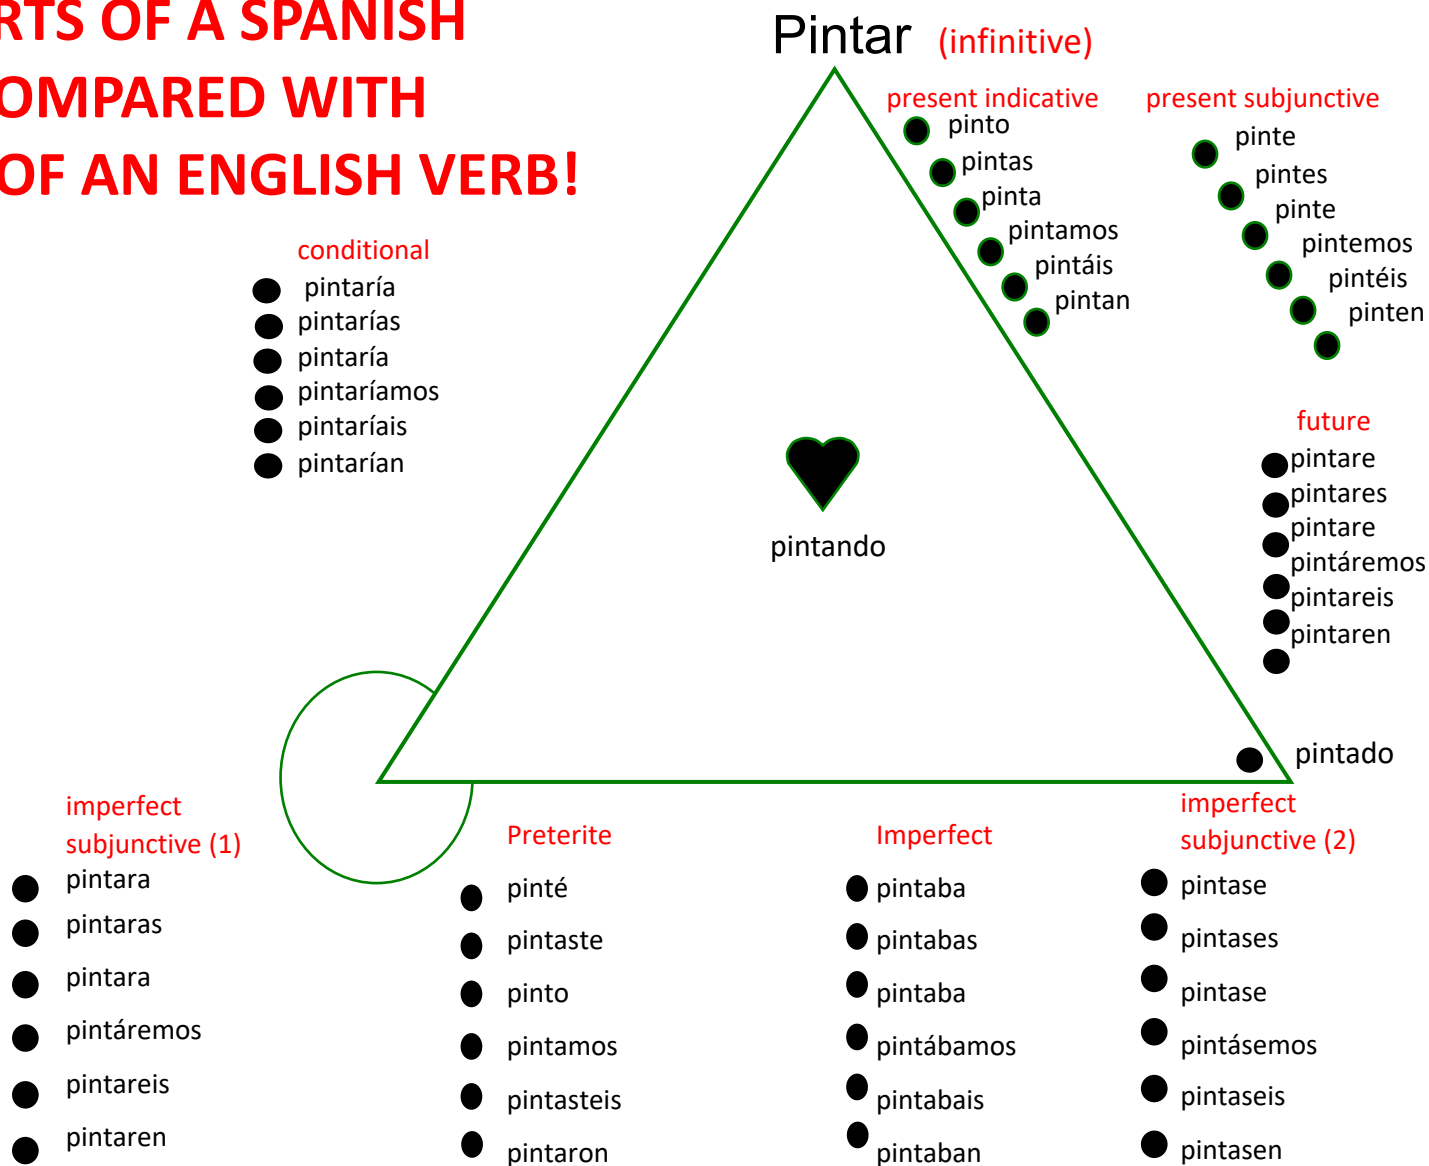 RTS OF A SPANISH
OMPARED WITH
OF AN ENGLISH VERB!
Pintar (infinitive)
present indicative
pinto
pintas
pinta
pintamos
pintáis
pintan
present subjunctive
pinte
pintes
pinte
pintemos
pintéis
pinten
conditional
pintaría
pintarías
pintaría
pintaríamos
pintaríais
pintarían
future
pintare
pintares
pintare
pintáremos
pintareis
pintaren
pintando
pintado
imperfect
subjunctive (1)
pintara
pintaras
pintara
pintáremos
pintareis
pintaren
Preterite
pinté
pintaste
pinto
pintamos
pintasteis
pintaron
Imperfect
pintaba
pintabas
pintaba
pintábamos
pintabais
pintaban
imperfect
subjunctive (2)
pintase
pintases
pintase
pintásemos
pintaseis
pintasen